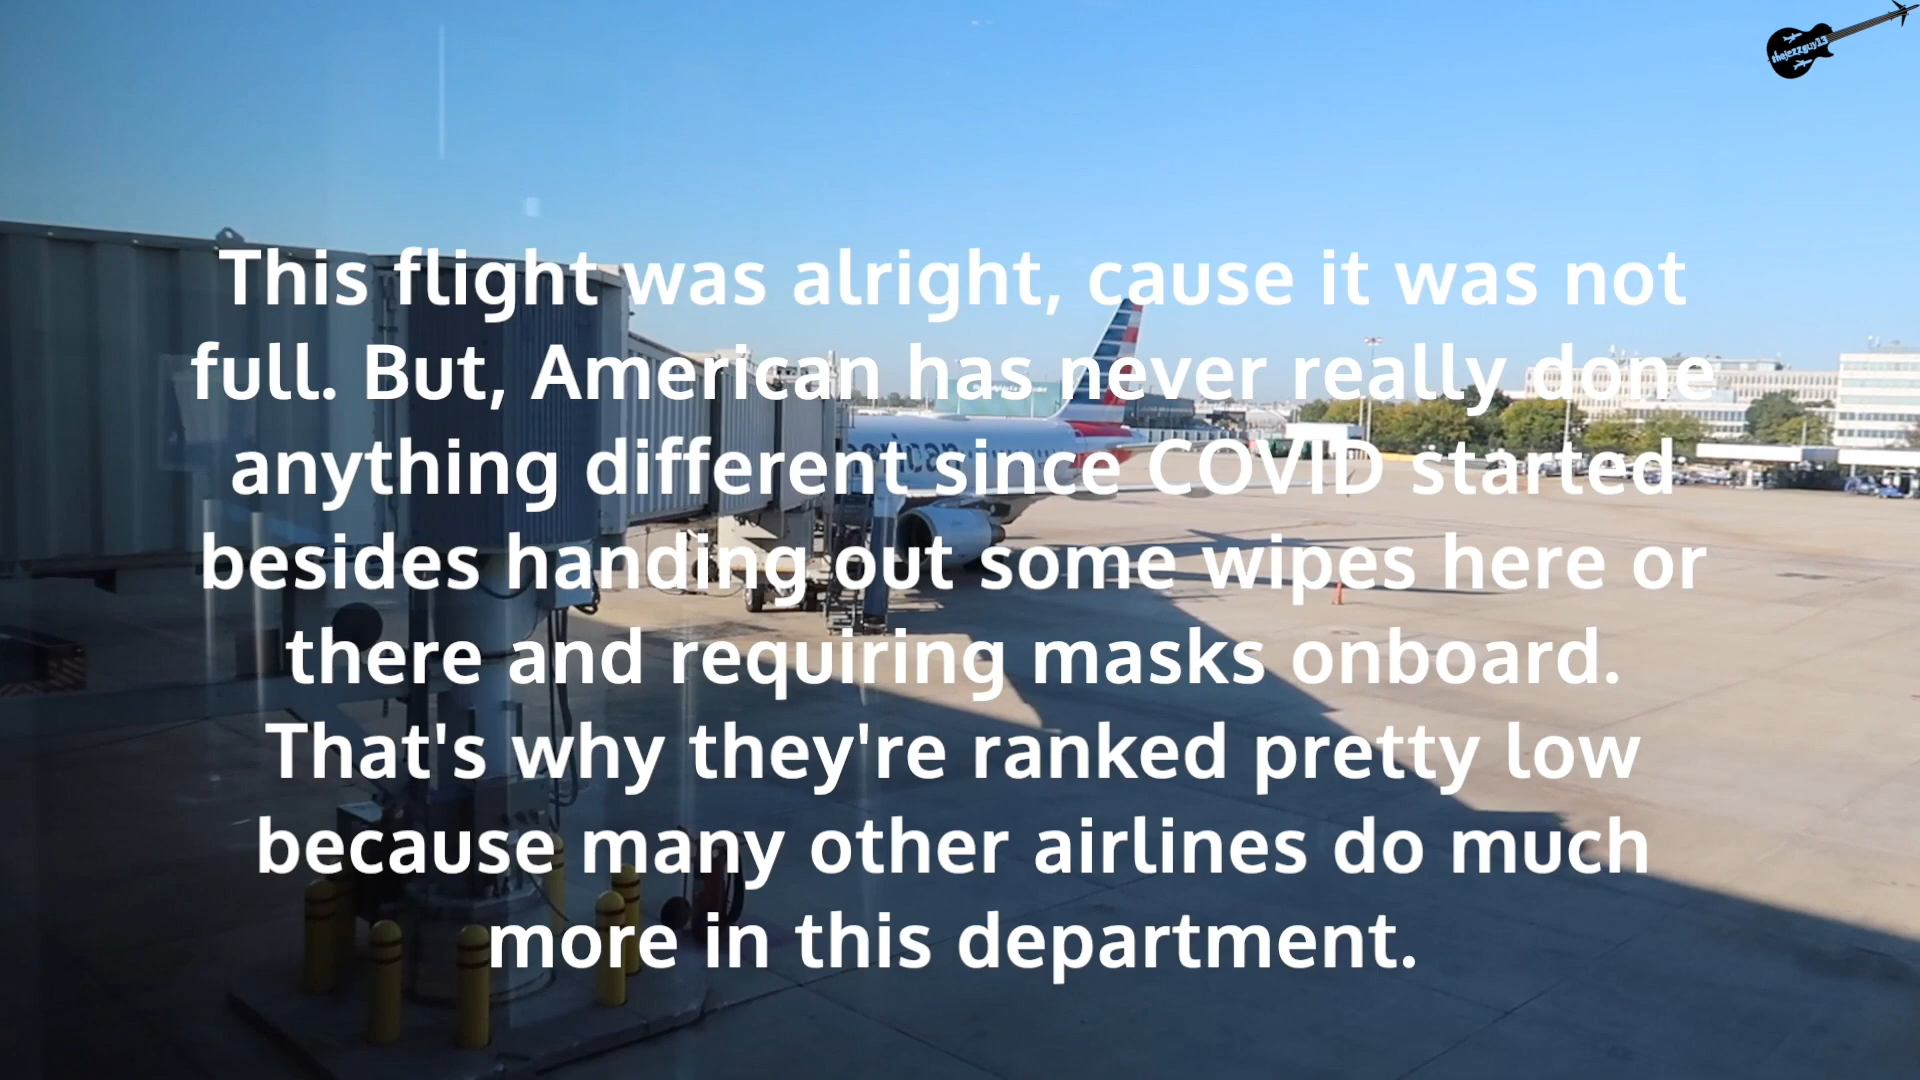 thejazzguy13
This flight was alright, cause it was not
full. But, American has never really done
anything different since COVID started
besides handing out some wipes here or
there and requiring masks onboard.
That's why they're ranked pretty low
because many other airlines do much
more in this department.